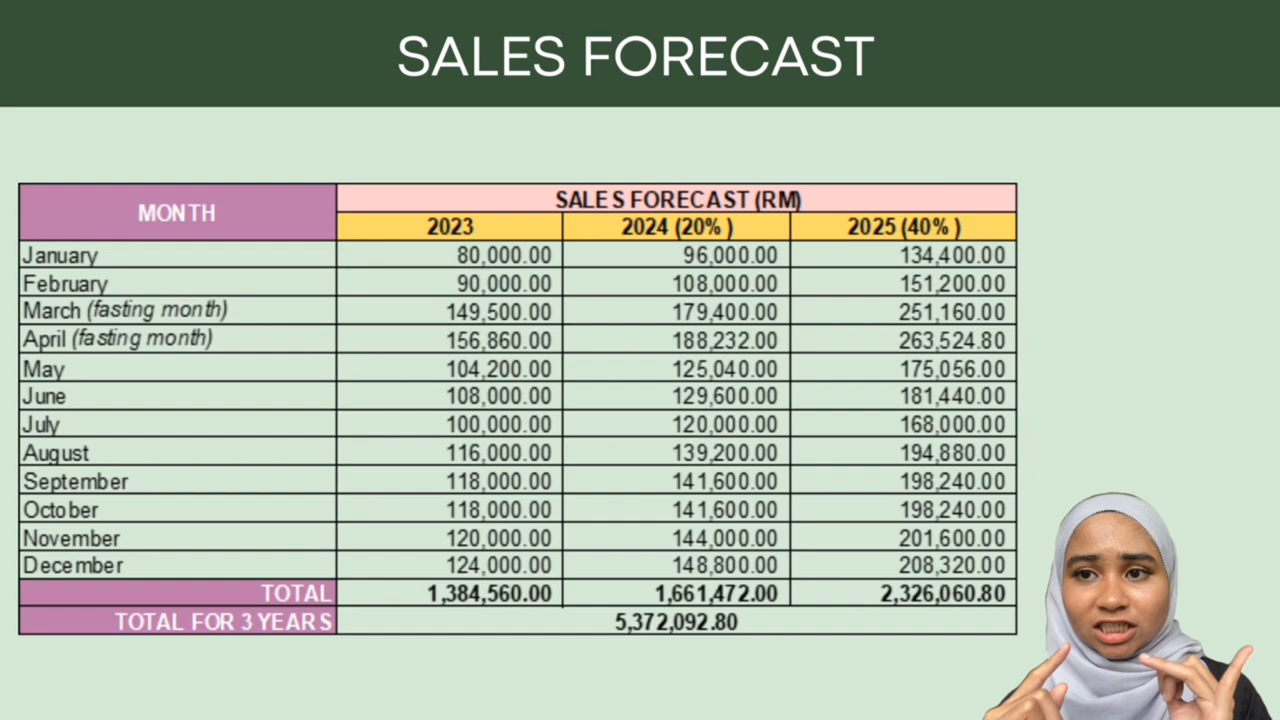 SALES FORECAST
MONTH
SALES FORECAST (RM)
2023 2024 (20%) 2025 (40%)
January 80,000.00 96,000.00 134,400.00
February 90,000.00 108,000.00 151,200.00
March (fasting month) 149,500.00 179,400.00 251,160.00
April (fasting month) 156,860.00 188,232.00 263,524.80
May 104,200.00 125,040.00 175,056.00
June 108,000.00 129,600.00 181,440.00
July 100,000.00 120,000.00 168,000.00
August 116,000.00 139,200.00 194,880.00
September 118,000.00 141,600.00 198,240.00
October 118,000.00 141,600.00 198,240.00
November 120,000.00 144,000.00 201,600.00
December 124,000.00 148,800.00 208,320.00
TOTAL 1,384,560.00 1,661,472.00 2,326,060.80
TOTAL FOR 3 YEARS 5,372,092.80